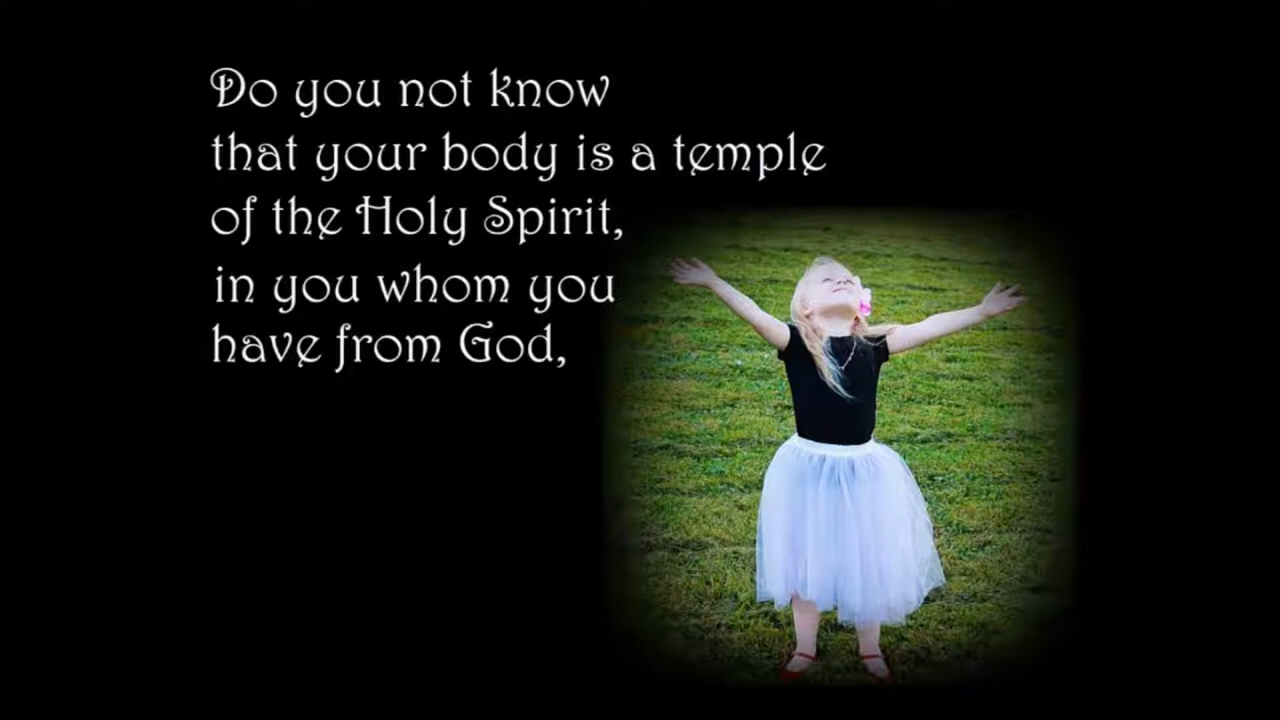 Do you not know
that your body is a temple
of the Holy Spirit,
in you whom you
have from God,